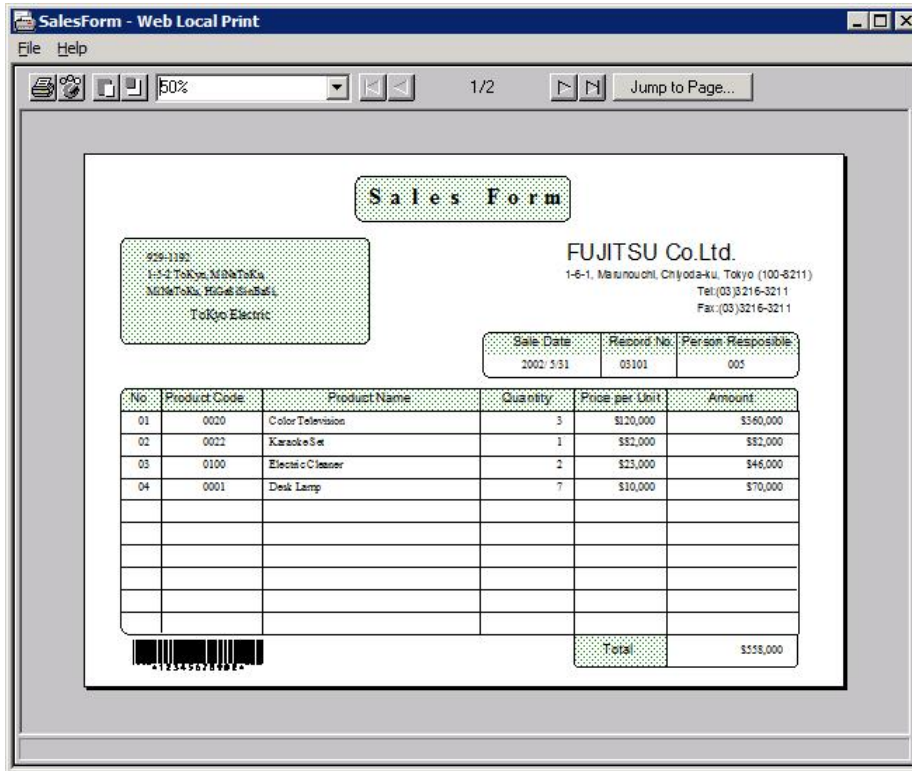 SalesForm - Web Local Print
File Help
50% 1/2 Jump to Page...
Sales Form
929-1192
1-5-2 ToKyo, MiNaToKu,
MiNaToKu, HiGaSiSinBaSi,
ToKyo Electric
FUJITSU Co.Ltd.
1-6-1, Marunouchi, Chiyoda-ku, Tokyo (100-8211)
Tel:(03)3216-3211
Fax:(03)3216-3211
Sale Date Record No. Person Resposible
2002/ 5/31 03101 005
No Product Code Product Name Quantity Price per Unit Amount
01 0020 Color Television 3 $120,000 $360,000
02 0022 Karaoke Set 1 $82,000 $82,000
03 0100 Electric Cleaner 2 $23,000 $46,000
04 0001 Desk Lamp 7 $10,000 $70,000
Total $558,000